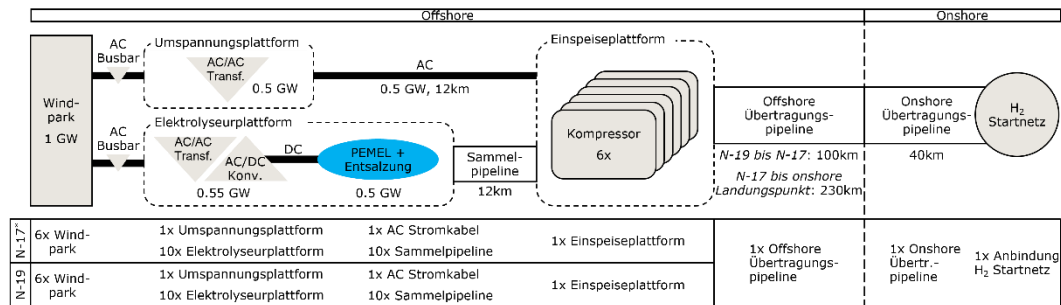 Offshore
Onshore
AC
Busbar
Umspannungsplattform
AC/AC
Transf.
0.5 GW
AC
0.5 GW, 12km
Einspeiseplattform
Wind-
park
1 GW
AC
Busbar
Elektrolyseurplattform
AC/AC
Transf.
AC/DC
Konv.
0.55 GW
DC
PEMEL +
Entsalzung
0.5 GW
Sammel-
pipeline
12km
Kompressor
6x
Offshore
Übertragungs-
pipeline
N-19 bis N-17: 100km
N-17 bis onshore
Landungspunkt: 230km
Onshore
Übertragungs-
pipeline
40km
H2
Startnetz
N-17*
6x Wind-
park
1x Umspannungsplattform
10x Elektrolyseurplattform
1x AC Stromkabel
10x Sammelpipeline
1x Einspeiseplattform
N-19
6x Wind-
park
1x Umspannungsplattform
10x Elektrolyseurplattform
1x AC Stromkabel
10x Sammelpipeline
1x Einspeiseplattform
1x Offshore
Übertragungs-
pipeline
1x Onshore
Übertr.-
pipeline
1x Anbindung
H2 Startnetz